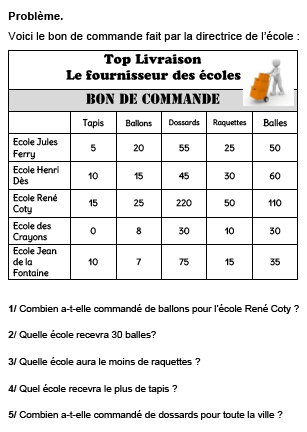 Problème.
Voici le bon de commande fait par la directrice de l'école :
Top Livraison
Le fournisseur des écoles
BON DE COMMANDE
Tapis Ballons Dossards Raquettes Balles
Ecole Jules
Ferry 5 20 55 25 50
Ecole Henri
Dès 10 15 45 30 60
Ecole René
Coty 15 25 220 50 110
Ecole des
Crayons 0 8 30 10 30
Ecole Jean
de la
Fontaine 10 7 75 15 35
1/ Combien a-t-elle commandé de ballons pour l'école René Coty ?
2/ Quelle école recevra 30 balles?
3/ Quelle école aura le moins de raquettes ?
4/ Quel école recevra le plus de tapis ?
5/ Combien a-t-elle commandé de dossards pour toute la ville ?